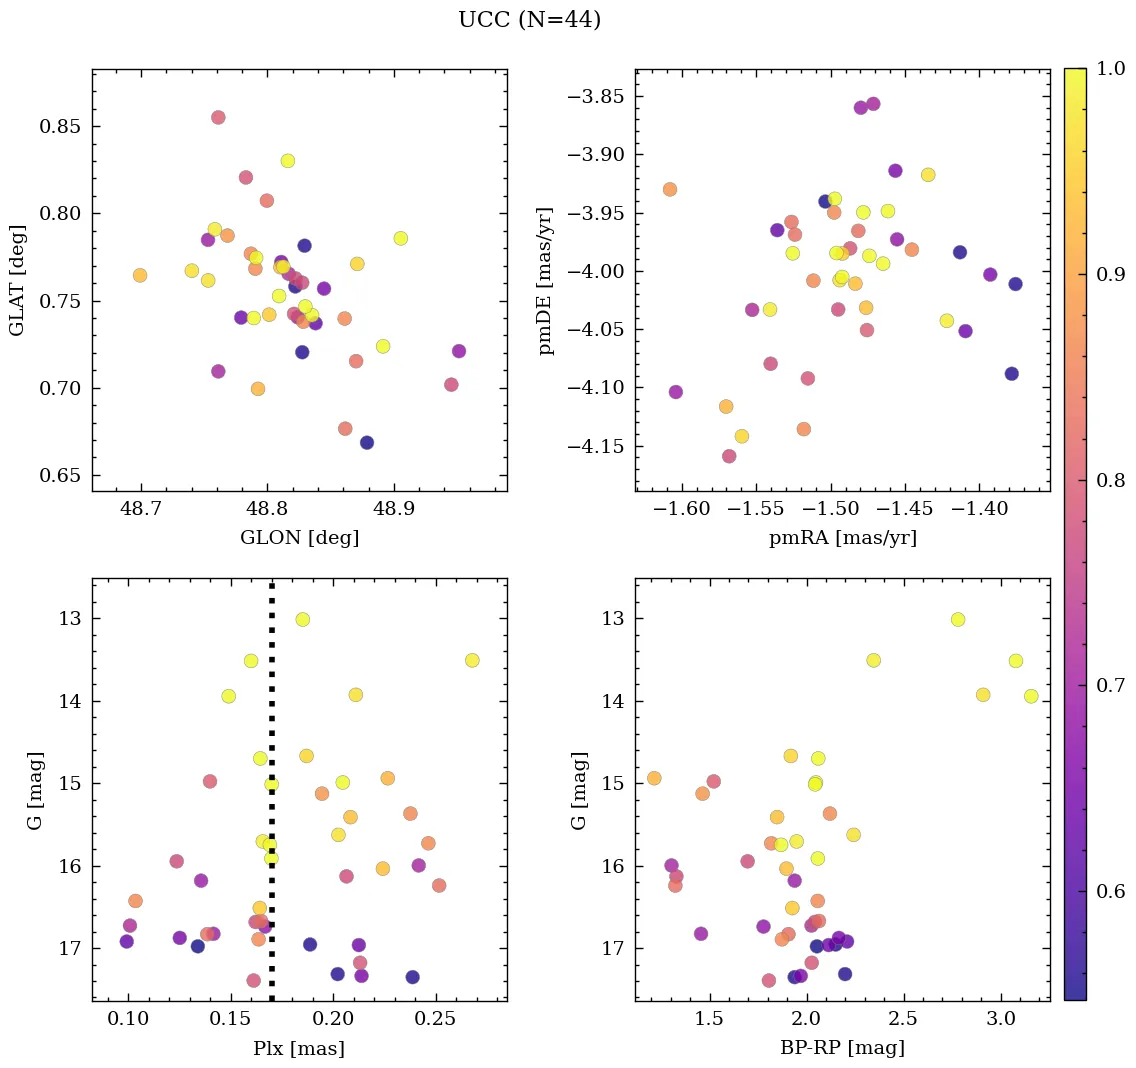 UCC (N=44)
0.85
0.80
0.75
0.70
0.65
GLAT [deg]
48.7 48.8 48.9
GLON [deg]
−3.85
−3.90
−3.95
−4.00
−4.05
−4.10
−4.15
pmDE [mas/yr]
−1.60 −1.55 −1.50 −1.45 −1.40
pmRA [mas/yr]
1.0
0.9
0.8
0.7
0.6
13
14
15
16
17
G [mag]
0.10 0.15 0.20 0.25
Plx [mas]
13
14
15
16
17
G [mag]
1.5 2.0 2.5 3.0
BP-RP [mag]